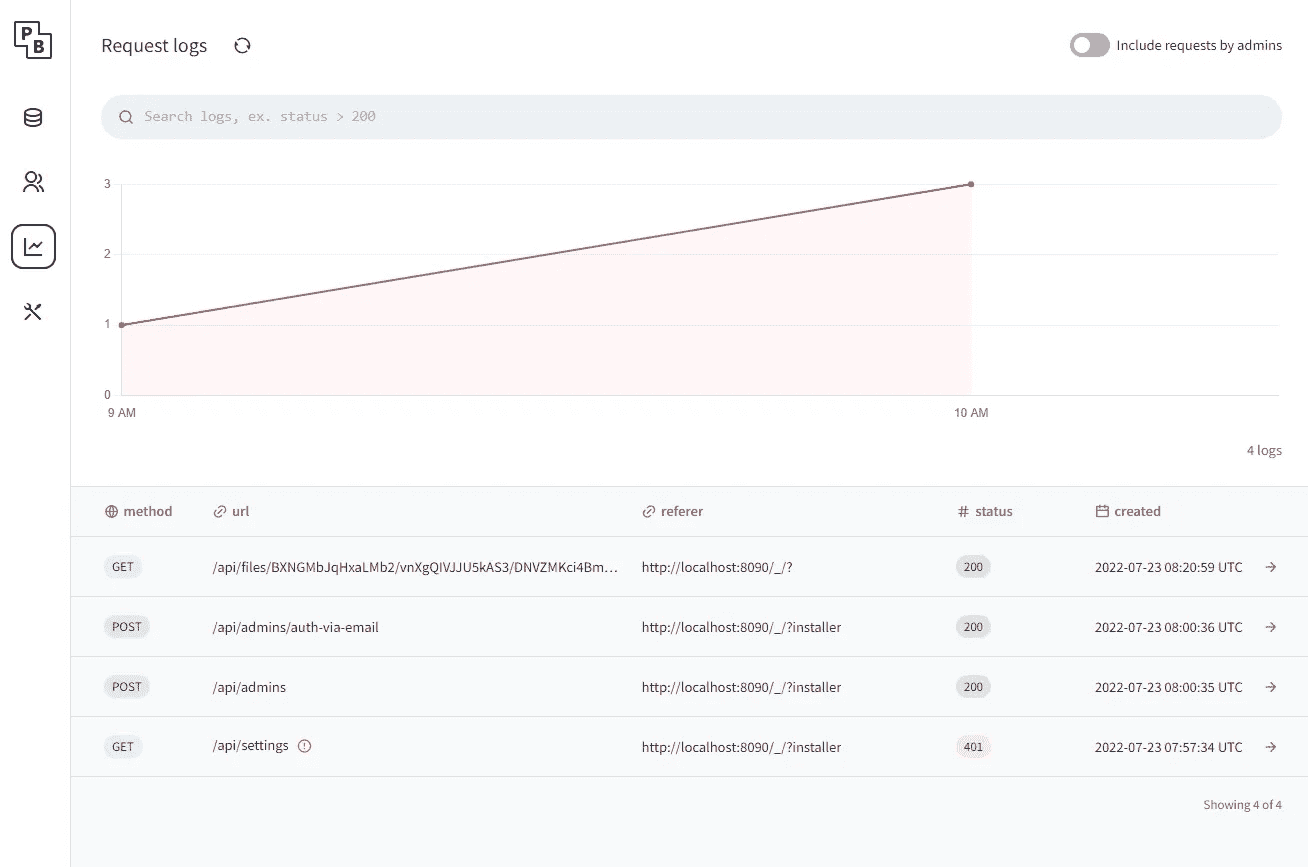 PB
Request logs
Include requests by admins
Search logs, ex. status > 200
3
2
1
0
9 AM 10 AM
4 logs
method url referer # status created
GET /api/files/BXNGMbJqHxaLMb2/vnXgQIVJJU5kAS3/DNVZMKci4Bm... http://localhost:8090/_/? 200 2022-07-23 08:20:59 UTC
POST /api/admins/auth-via-email http://localhost:8090/_/?installer 200 2022-07-23 08:00:36 UTC
POST /api/admins http://localhost:8090/_/?installer 200 2022-07-23 08:00:35 UTC
GET /api/settings http://localhost:8090/_/?installer 401 2022-07-23 07:57:34 UTC
Showing 4 of 4